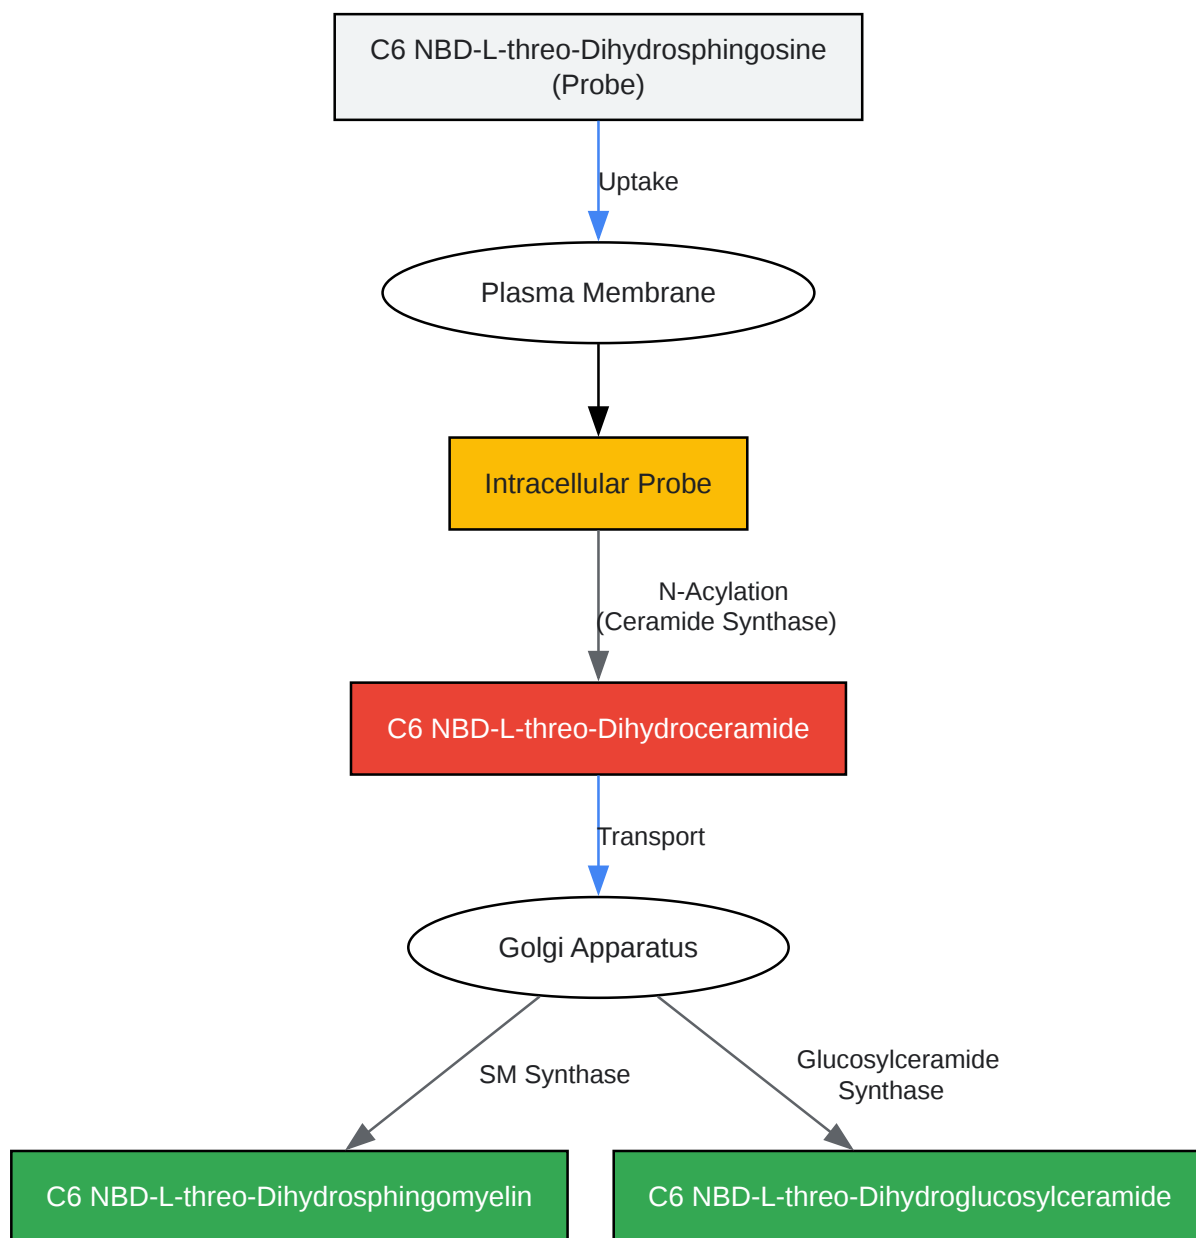 C6 NBD-L-threo-Dihydrosphingosine
(Probe)
Uptake
Plasma Membrane
Intracellular Probe
N-Acylation
(Ceramide Synthase)
C6 NBD-L-threo-Dihydroceramide
Transport
Golgi Apparatus
SM Synthase
Glucosylceramide
Synthase
C6 NBD-L-threo-Dihydrosphingomyelin
C6 NBD-L-threo-Dihydroglucosylceramide